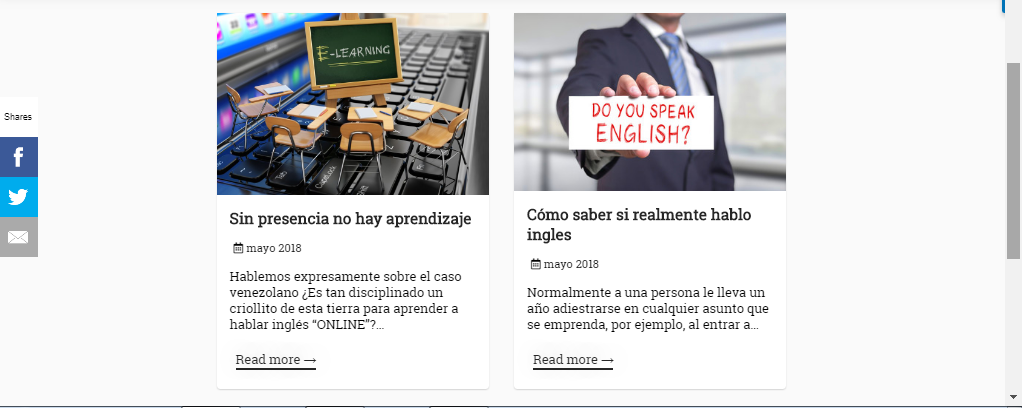 E-LEARNING
Tab
CapsLock
Shift
DO YOU SPEAK
ENGLISH?
Shares
Sin presencia no hay aprendizaje
mayo 2018
Hablemos expresamente sobre el caso
venezolano ¿Es tan disciplinado un
criollito de esta tierra para aprender a
hablar inglés “ONLINE”?...
Read more →
Cómo saber si realmente hablo
ingles
mayo 2018
Normalmente a una persona le lleva un
año adiestrarse en cualquier asunto que
se emprenda, por ejemplo, al entrar a...
Read more →